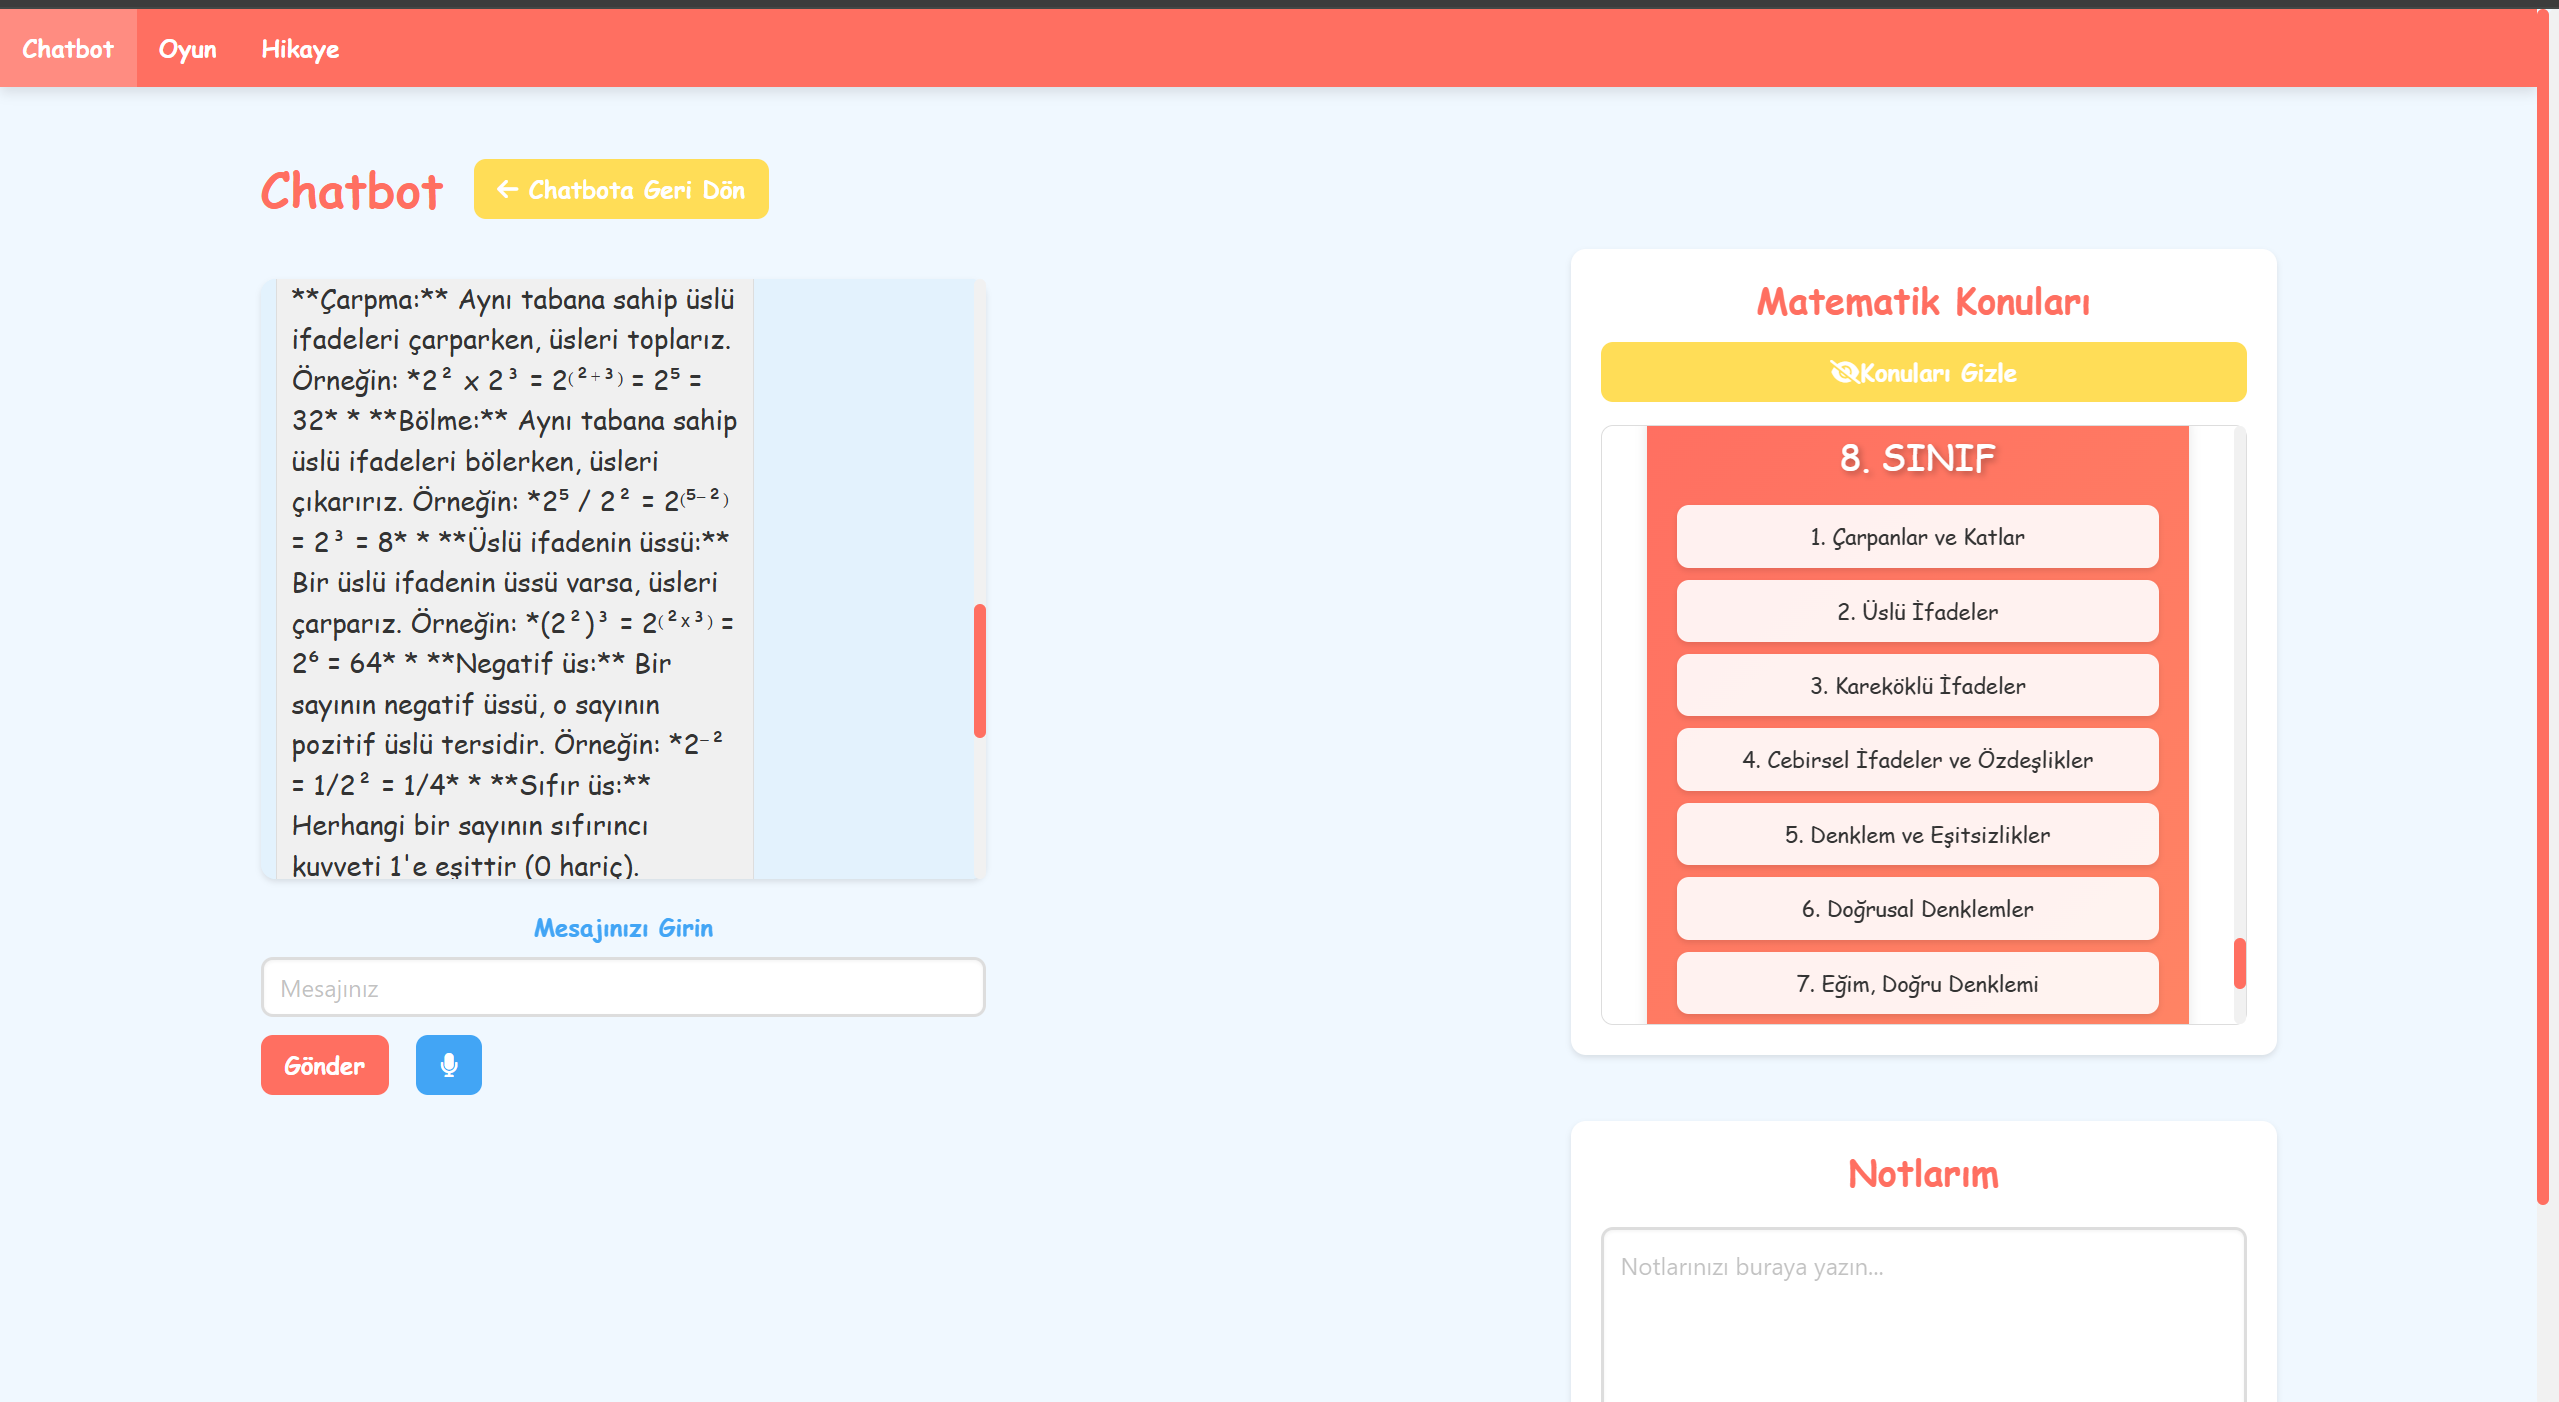 Chatbot
Oyun
Hikaye
Chatbot
Chatbota Geri Dön
**Çarpma:** Aynı tabana sahip üslü
ifadeleri çarparken, üsleri toplarız.
Örneğin: *2² x 2³ = 2⁽²⁺³⁾ = 2⁵ =
32* * **Bölme:** Aynı tabana sahip
üslü ifadeleri bölerken, üsleri
çıkarırız. Örneğin: *2⁵ / 2² = 2⁽⁵⁻²⁾
= 2³ = 8* * **Üslü ifadenin üssü:**
Bir üslü ifadenin üssü varsa, üsleri
çarparız. Örneğin: *(2²)³ = 2⁽²ˣ³⁾ =
2⁶ = 64* * **Negatif üs:** Bir
sayının negatif üssü, o sayının
pozitif üslü tersidir. Örneğin: *2⁻²
= 1/2² = 1/4* * **Sıfır üs:**
Herhangi bir sayının sıfırıncı
kuvveti 1'e eşittir (0 hariç).
Mesajınızı Girin
Mesajınız
Gönder
Matematik Konuları
Konuları Gizle
8. SINIF
1. Çarpanlar ve Katlar
2. Üslü İfadeler
3. Kareköklü İfadeler
4. Cebirsel İfadeler ve Özdeşlikler
5. Denklem ve Eşitsizlikler
6. Doğrusal Denklemler
7. Eğim, Doğru Denklemi
Notlarım
Notlarınızı buraya yazın...